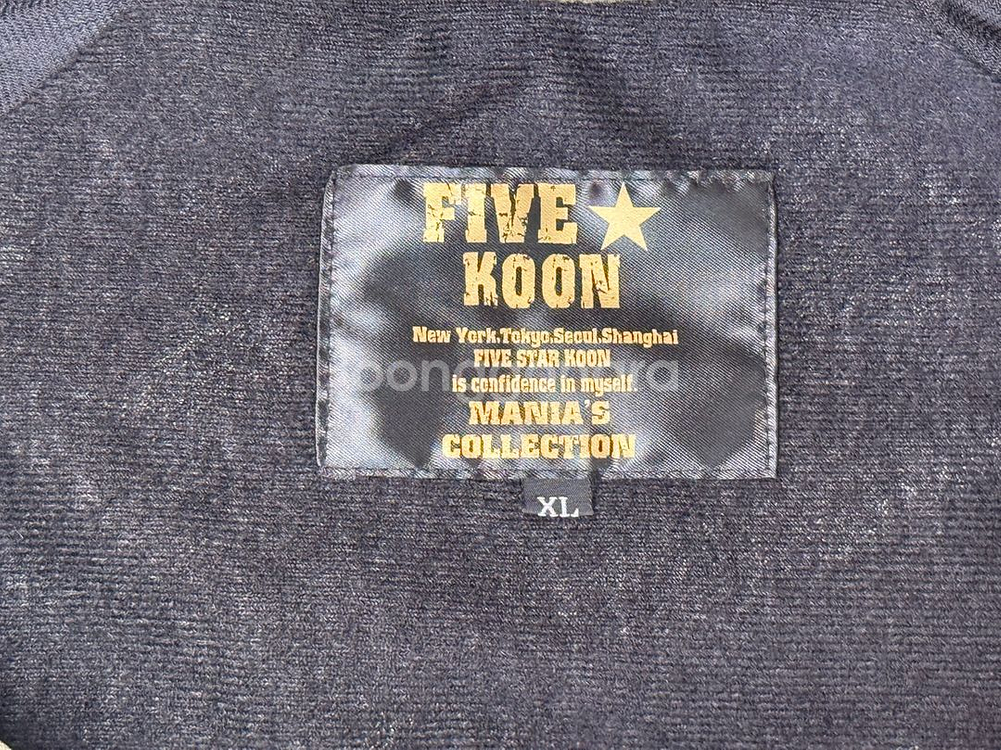 FIVE★
KOON
New York.Tokyo.Seoul.Shanghai
FIVE STAR KOON
is confidence in myself.
MANIA'S
COLLECTION
XL